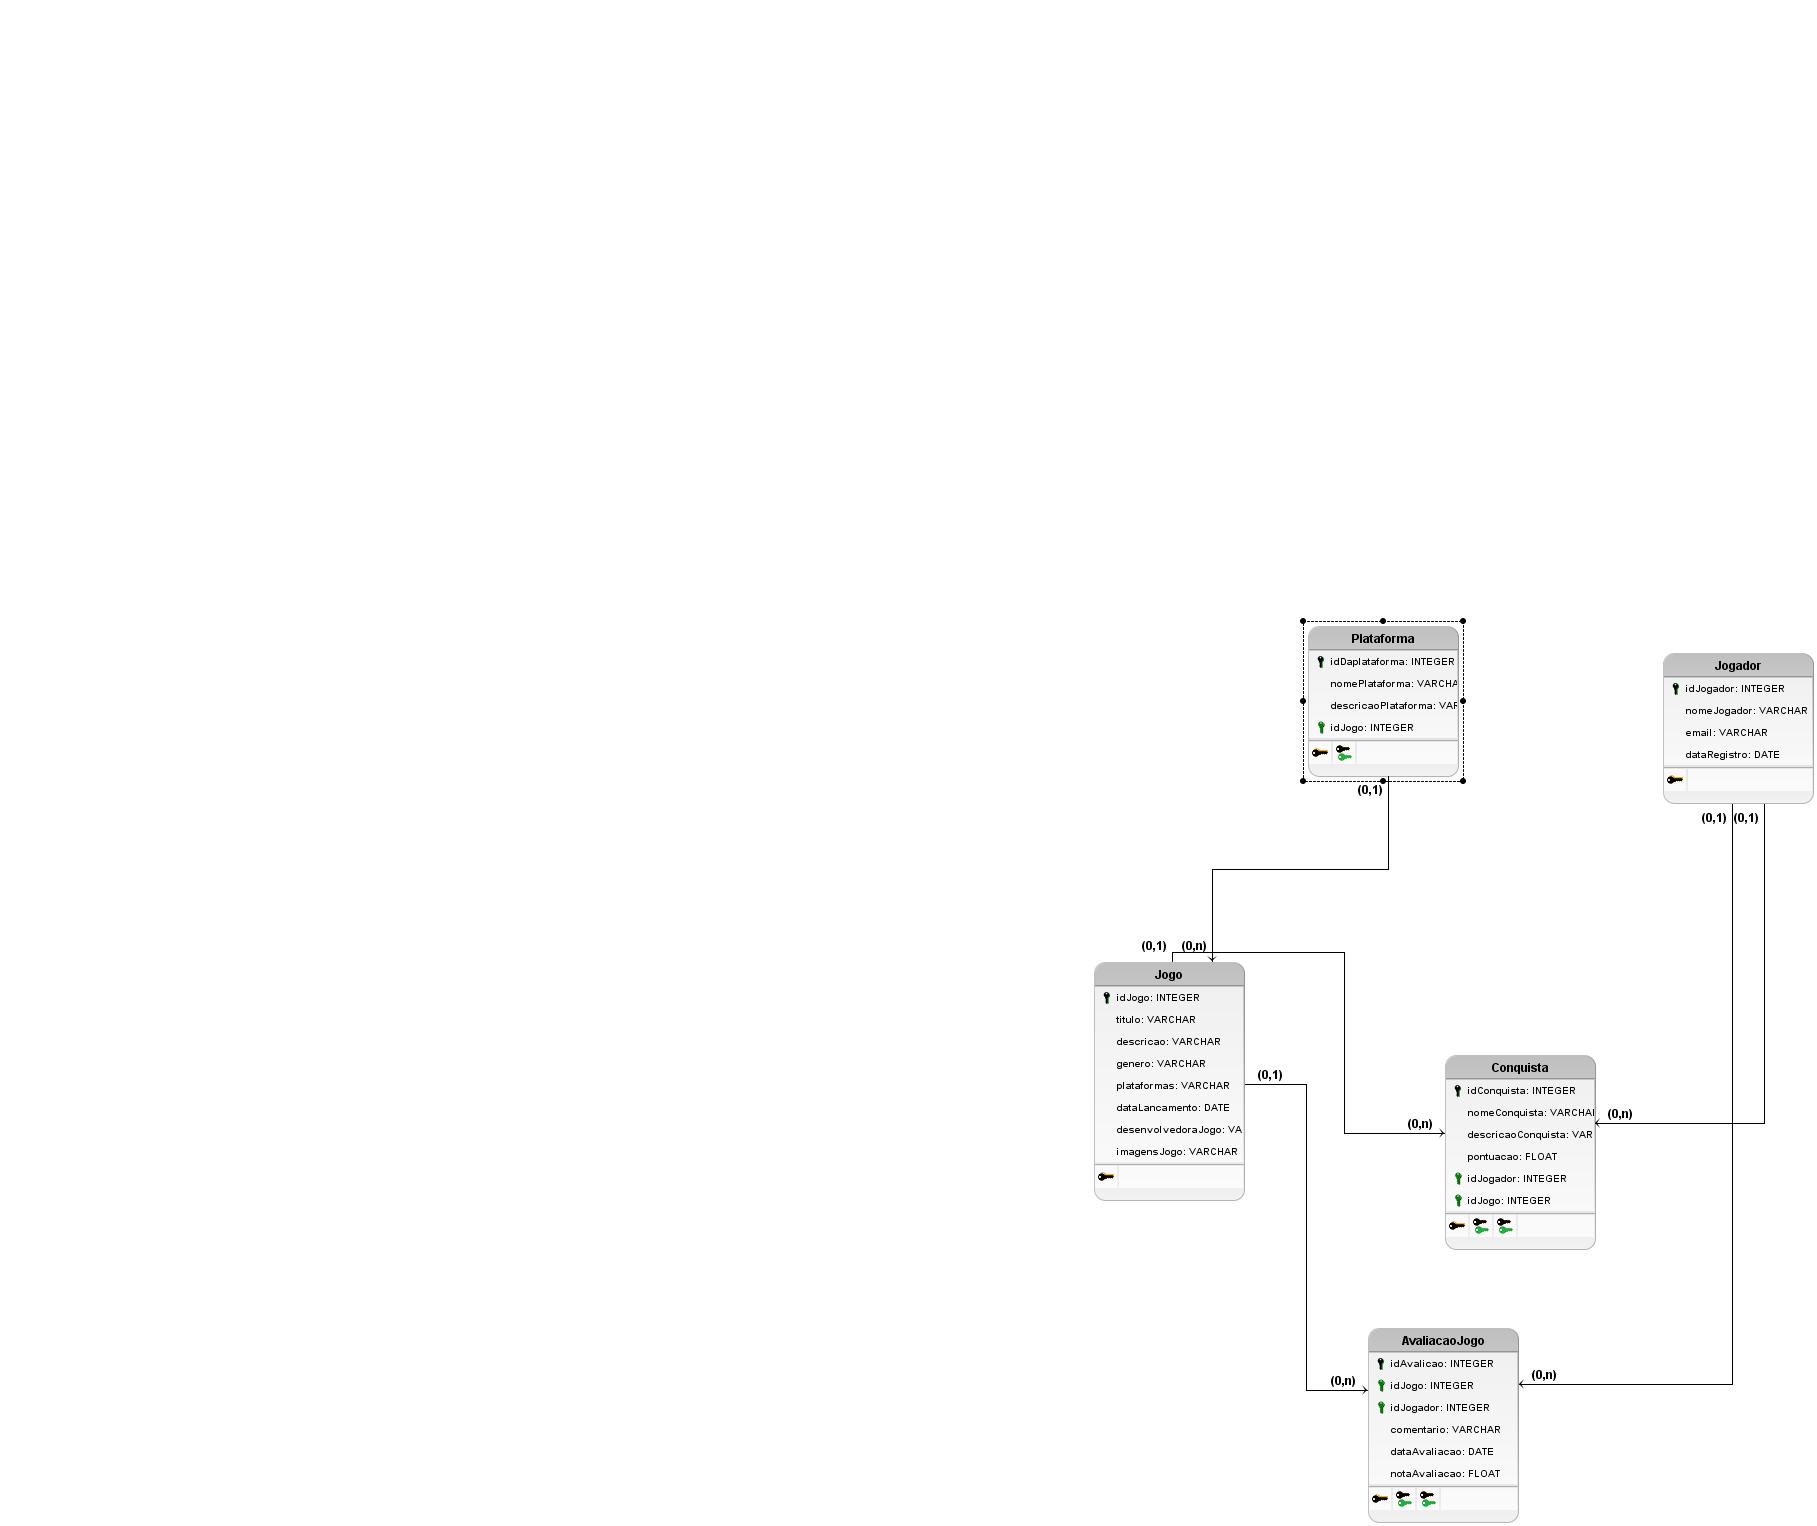 Plataforma
idDaplataforma: INTEGER
nomePlataforma: VARCHA
descricaoPlataforma: VAR
idJogo: INTEGER
(0,1)
Jogador
idJogador: INTEGER
nomeJogador: VARCHAR
email: VARCHAR
dataRegistro: DATE
(0,1) (0,1)
(0,1) (0,n)
Jogo
idJogo: INTEGER
titulo: VARCHAR
descricao: VARCHAR
genero: VARCHAR
plataformas: VARCHAR
dataLancamento: DATE
desenvolvedoraJogo: VA
imagensJogo: VARCHAR
(0,1)
(0,n)
Conquista
idConquista: INTEGER
nomeConquista: VARCHAI
descricaoConquista: VAR
pontuacao: FLOAT
idJogador: INTEGER
idJogo: INTEGER
(0,n)
(0,n)
AvaliacaoJogo
idAvalicao: INTEGER
idJogo: INTEGER
idJogador: INTEGER
comentario: VARCHAR
dataAvaliacao: DATE
notaAvaliacao: FLOAT
(0,n)